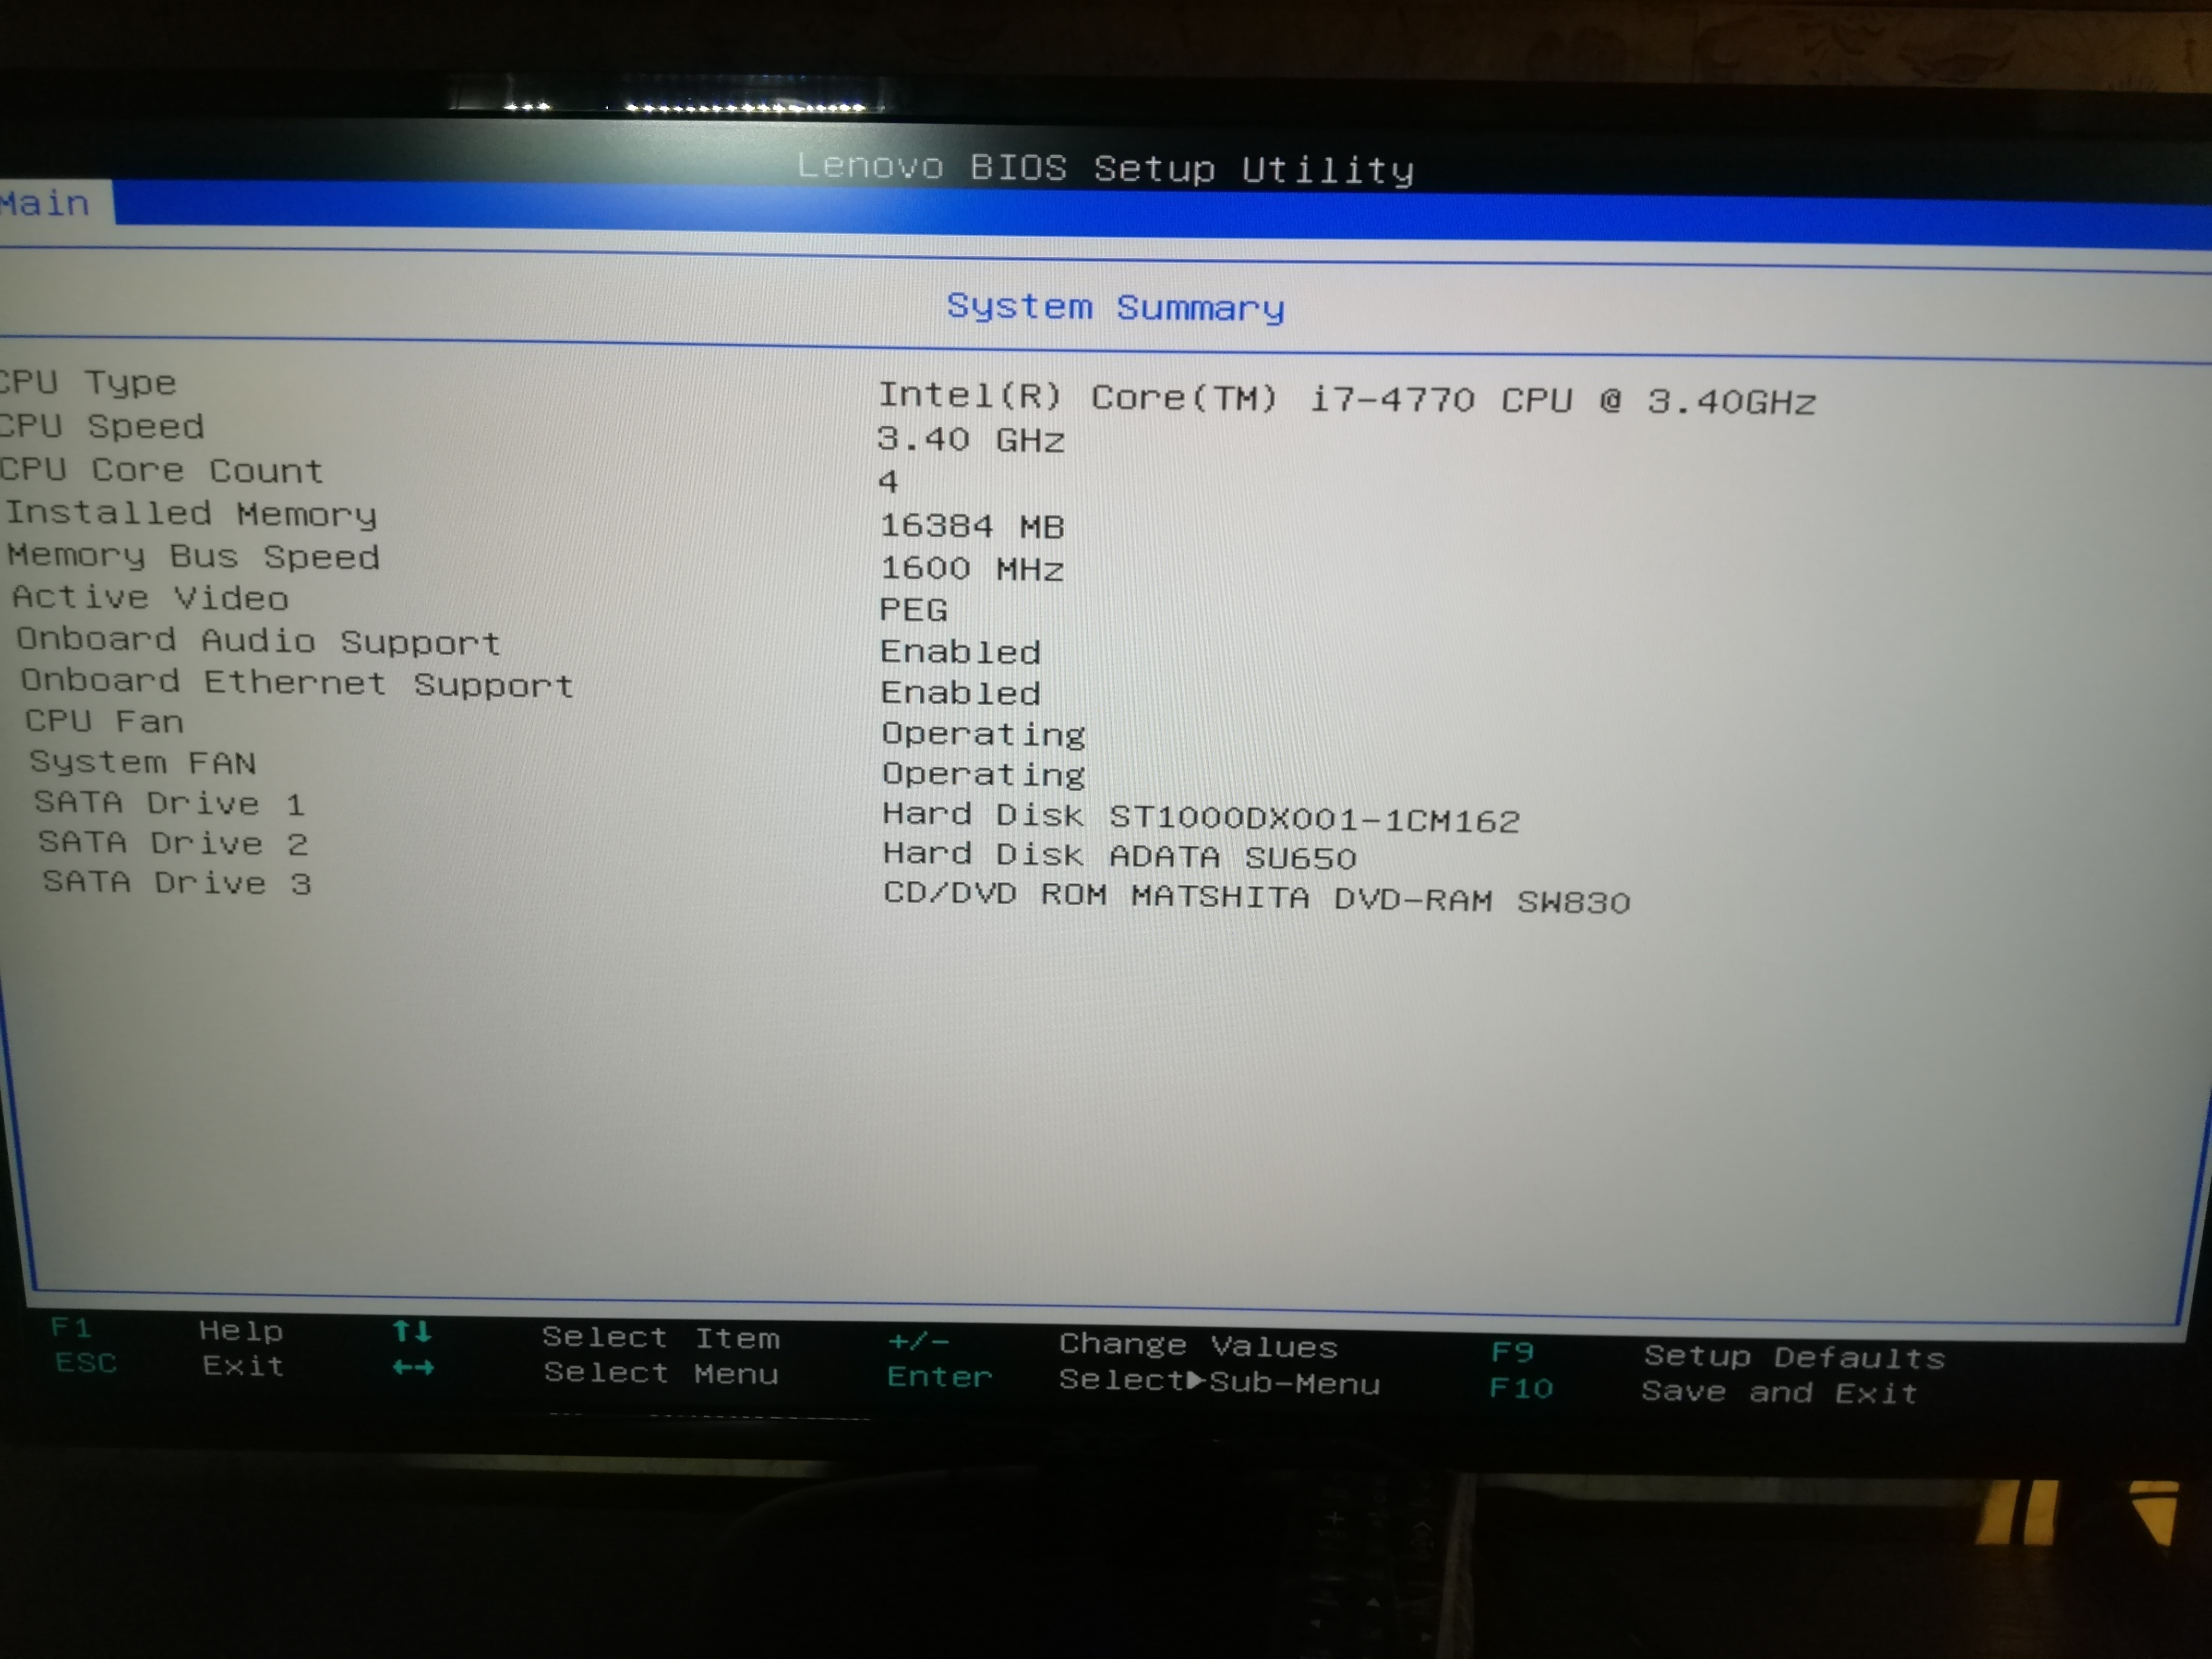 Lenovo BIOS Setup Utility
Main
System Summary
CPU Type Intel(R) Core(TM) i7-4770 CPU @ 3.40GHz
CPU Speed 3.40 GHz
CPU Core Count 4
Installed Memory 16384 MB
Memory Bus Speed 1600 MHz
Active Video PEG
Onboard Audio Support Enabled
Onboard Ethernet Support Enabled
CPU Fan Operating
System FAN Operating
SATA Drive 1 Hard Disk ST1000DX001-1CM162
SATA Drive 2 Hard Disk ADATA SU650
SATA Drive 3 CD/DVD ROM MATSHITA DVD-RAM SW830
F1 Help ↑↓ Select Item +/- Change Values F9 Setup Defaults
ESC Exit ←→ Select Menu Enter Select▶Sub-Menu F10 Save and Exit